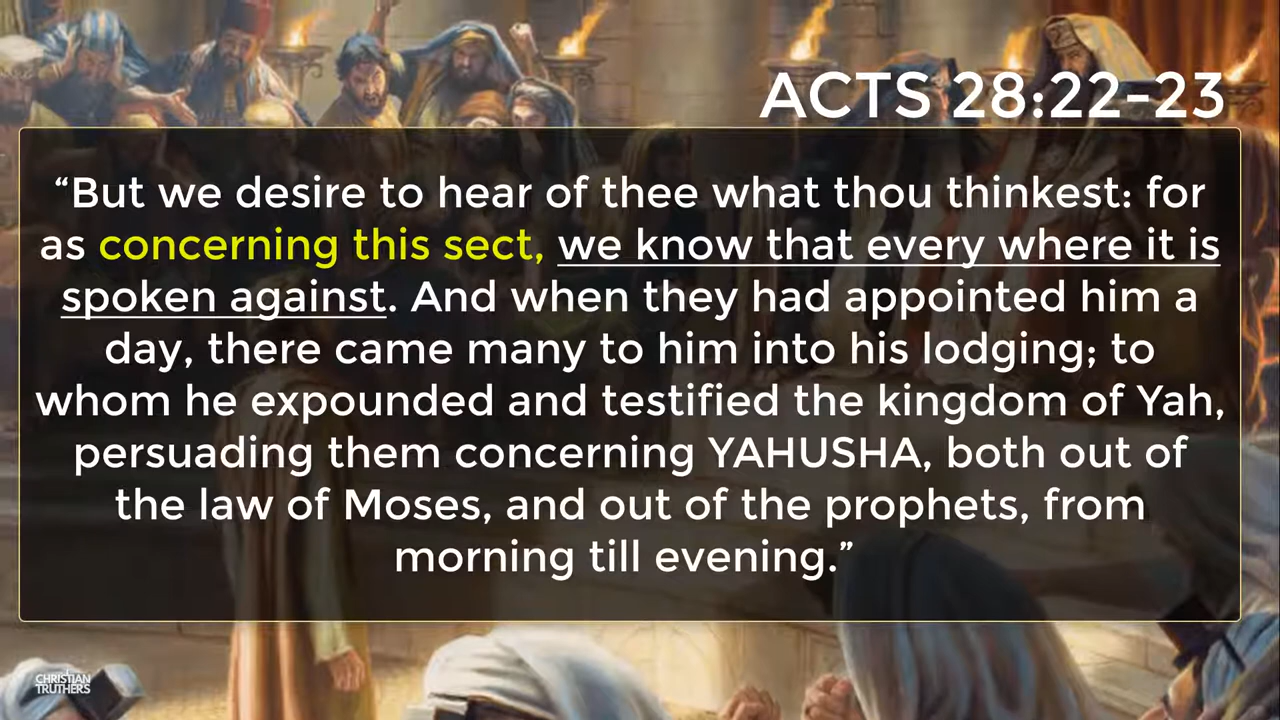 ACTS 28:22-23
“But we desire to hear of thee what thou thinkest: for
as concerning this sect, we know that every where it is
spoken against. And when they had appointed him a
day, there came many to him into his lodging; to
whom he expounded and testified the kingdom of Yah,
persuading them concerning YAHUSHA, both out of
the law of Moses, and out of the prophets, from
morning till evening.”
CHRISTIAN
TRUTHERS